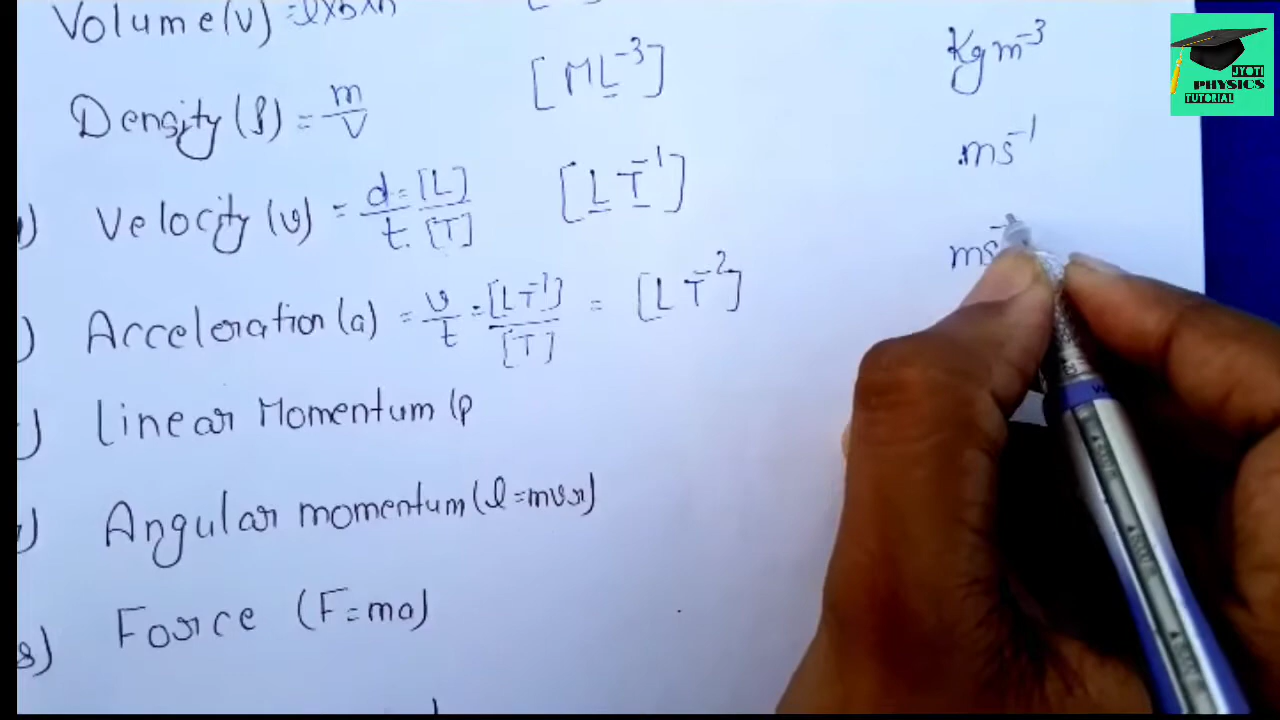 Volume (V) = l×b×h
Density (ρ) = m/V [ML⁻³] Kgm⁻³
Velocity (v) = d/t = [L]/[T] [LT⁻¹] ms⁻¹
Acceleration (a) = v/t = [LT⁻¹]/[T] = [LT⁻²] ms⁻
Linear Momentum (p
Angular momentum (l=mvr)
8) Force (F=ma)
JYOTI
PHYSICS
TUTORIAL